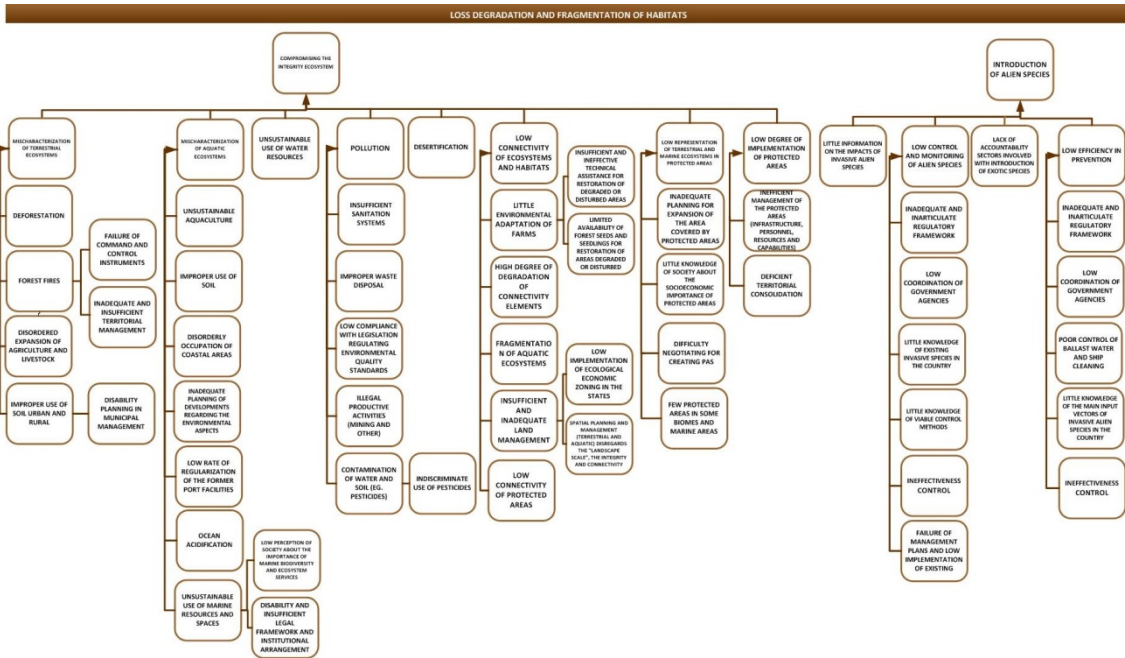 LOSS DEGRADATION AND FRAGMENTATION OF HABITATS
COMPROMISING THE
INTEGRITY ECOSYSTEM
MISCHARACTERIZATION
OF TERRESTRIAL
ECOSYSTEMS
DEFORESTATION
FOREST FIRES
FAILURE OF
COMMAND AND
CONTROL
INSTRUMENTS
INADEQUATE AND
INSUFFICIENT
TERRITORIAL
MANAGEMENT
DISORDERED
EXPANSION OF
AGRICULTURE AND
LIVESTOCK
IMPROPER USE OF
SOIL URBAN AND
RURAL
DISABILITY
PLANNING IN
MUNICIPAL
MANAGEMENT
MISCHARACTERIZATION
OF AQUATIC
ECOSYSTEMS
UNSUSTAINABLE
AQUACULTURE
IMPROPER USE OF
SOIL
DISORDERLY
OCCUPATION OF
COASTAL AREAS
INADEQUATE
PLANNING OF
DEVELOPMENTS
REGARDING THE
ENVIRONMENTAL
ASPECTS
LOW RATE OF
REGULARIZATION
OF THE FORMER
PORT FACILITIES
OCEAN
ACIDIFICATION
UNSUSTAINABLE
USE OF MARINE
RESOURCES AND
SPACES
LOW PERCEPTION OF
SOCIETY ABOUT THE
IMPORTANCE OF
MARINE BIODIVERSITY
AND ECOSYSTEM
SERVICES
DISABILITY AND
INSUFFICIENT
LEGAL
FRAMEWORK AND
INSTITUTIONAL
ARRANGEMENT
UNSUSTAINABLE
USE OF WATER
RESOURCES
POLLUTION
INSUFFICIENT
SANITATION
SYSTEMS
IMPROPER WASTE
DISPOSAL
LOW COMPLIANCE
WITH LEGISLATION
REGULATING
ENVIRONMENTAL
QUALITY
STANDARDS
ILLEGAL
PRODUCTIVE
ACTIVITIES
(MINING AND
OTHER)
CONTAMINATION
OF WATER AND
SOIL (EG.
PESTICIDES)
INDISCRIMINATE
USE OF PESTICIDES
DESERTIFICATION
LOW
CONNECTIVITY
OF ECOSYSTEMS
AND HABITATS
LITTLE
ENVIRONMENTAL
ADAPTATION OF
FARMS
INSUFFICIENT AND
INEFFECTIVE
TECHNICAL
ASSISTANCE FOR
RESTORATION OF
DEGRADED OR
DISTURBED AREAS
LIMITED
AVAILABILITY OF
FOREST SEEDS AND
SEEDLINGS FOR
RESTORATION OF
AREAS DEGRADED
OR DISTURBED
HIGH DEGREE OF
DEGRADATION OF
CONNECTIVITY
ELEMENTS
FRAGMENTATIO
N OF AQUATIC
ECOSYSTEMS
INSUFFICIENT
AND
INADEQUATE
LAND
MANAGEMENT
LOW
IMPLEMENTATION
OF ECOLOGICAL
ECONOMIC
ZONING IN THE
STATES
SPATIAL PLANNING AND
MANAGEMENT
(TERRESTRIAL AND
AQUATIC) DISREGARDS
THE "LANDSCAPE
SCALE", THE INTEGRITY
AND CONNECTIVITY
LOW
CONNECTIVITY
OF PROTECTED
AREAS
LOW REPRESENTATION
OF TERRESTRIAL AND
MARINE ECOSYSTEMS IN
PROTECTED AREAS
INADEQUATE
PLANNING FOR
EXPANSION OF
THE AREA
COVERED BY
PROTECTED AREAS
LITTLE KNOWLEDGE
OF SOCIETY ABOUT
THE
SOCIOECONOMIC
IMPORTANCE OF
PROTECTED AREAS
DIFFICULTY
NEGOTIATING FOR
CREATING PAS
FEW PROTECTED
AREAS IN SOME
BIOMES AND
MARINE AREAS
LOW DEGREE OF
IMPLEMENTATION
OF PROTECTED
AREAS
INEFICIENT
MANAGEMENT OF
THE PROTECTED
AREAS
(INFRASTRUCTURE,
PERSONNEL,
RESOURCES AND
CAPABILITIES)
DEFICIENT
TERRITORIAL
CONSOLIDATION
INTRODUCTION
OF ALIEN SPECIES
LITTLE INFORMATION
ON THE IMPACTS OF
INVASIVE ALIEN
SPECIES
LOW CONTROL
AND MONITORING
OF ALIEN SPECIES
INADEQUATE AND
INARTICULATE
REGULATORY
FRAMEWORK
LOW
COORDINATION OF
GOVERNMENT
AGENCIES
LITTLE KNOWLEDGE
OF EXISTING
INVASIVE SPECIES IN
THE COUNTRY
LITTLE KNOWLEDGE
OF VIABLE CONTROL
METHODS
INEFFECTIVENESS
CONTROL
FAILURE OF
MANAGEMENT
PLANS AND LOW
IMPLEMENTATION
OF EXISTING
LACK OF
ACCOUNTABILITY
SECTORS INVOLVED
WITH INTRODUCTION
OF EXOTIC SPECIES
LOW EFFICIENCY IN
PREVENTION
INADEQUATE AND
INARTICULATE
REGULATORY
FRAMEWORK
LOW
COORDINATION OF
GOVERNMENT
AGENCIES
POOR CONTROL OF
BALLAST WATER
AND SHIP
CLEANING
LITTLE KNOWLEDGE
OF THE MAIN INPUT
VECTORS OF
INVASIVE ALIEN
SPECIES IN THE
COUNTRY
INEFFECTIVENESS
CONTROL